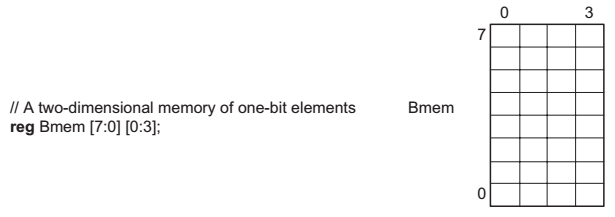 0 3
7
// A two-dimensional memory of one-bit elements Bmem
reg Bmem [7:0] [0:3];
0